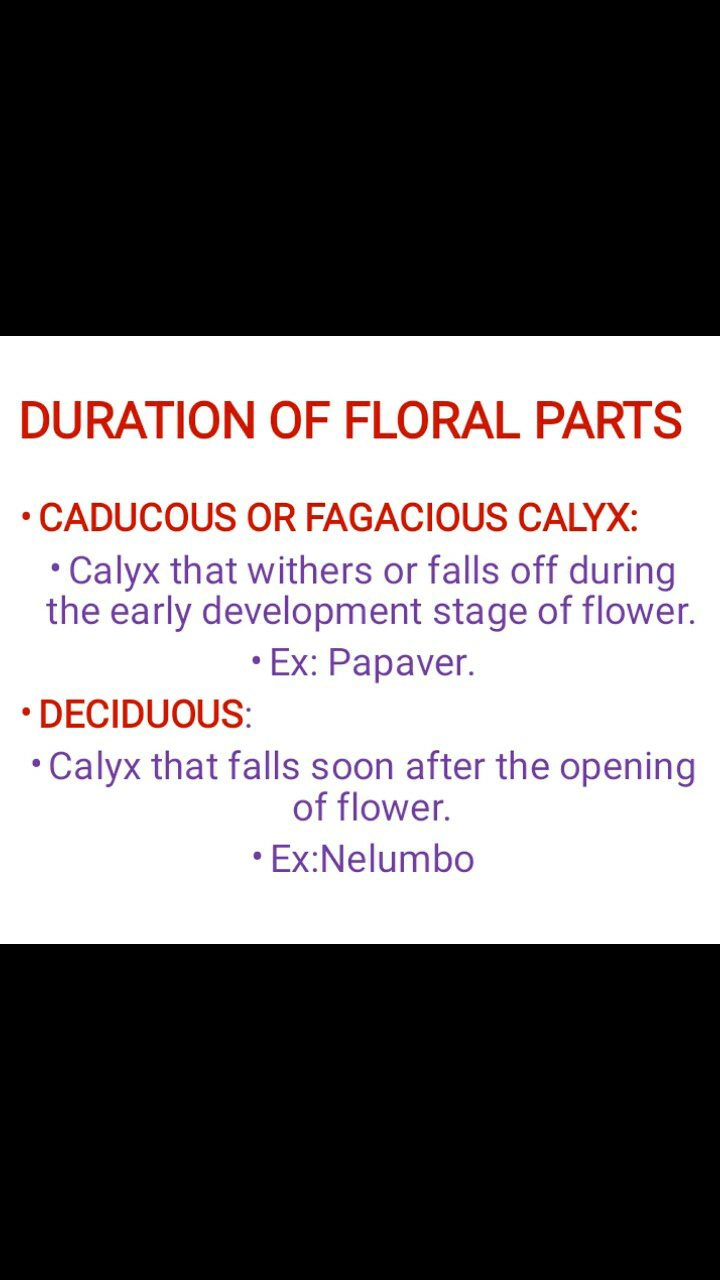 DURATION OF FLORAL PARTS
• CADUCOUS OR FAGACIOUS CALYX:
• Calyx that withers or falls off during
the early development stage of flower.
• Ex: Papaver.
• DECIDUOUS:
• Calyx that falls soon after the opening
of flower.
• Ex:Nelumbo